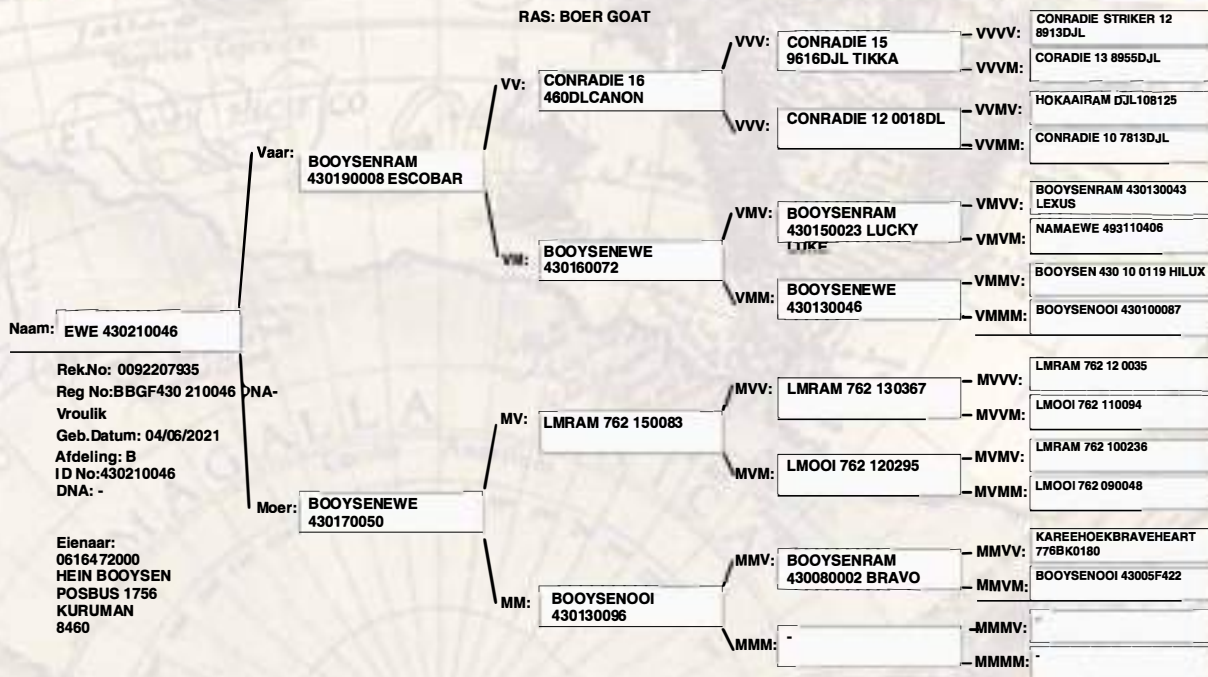 RAS: BOER GOAT
Naam: EWE 430210046
Rek.No: 0092207935
Reg No:BBGF430 210046 DNA-
Vroulik
Geb.Datum: 04/06/2021
Afdeling: B
ID No:430210046
DNA: -
Eienaar:
0616472000
HEIN BOOYSEN
POSBUS 1756
KURUMAN
8460
Vaar: BOOYSENRAM
430190008 ESCOBAR
Moer: BOOYSENEWE
430170050
VV: CONRADIE 16
460DLCANON
VM: BOOYSENEWE
430160072
MV: LMRAM 762 150083
MM: BOOYSENOOI
430130096
VVV: CONRADIE 15
9616DJL TIKKA
VVV: CONRADIE 12 0018DL
VMV: BOOYSENRAM
430150023 LUCKY
LUKE
VMM: BOOYSENEWE
430130046
MVV: LMRAM 762 130367
MVM: LMOOI 762 120295
MMV: BOOYSENRAM
430080002 BRAVO
MMM: -
VVVV: CONRADIE STRIKER 12
8913DJL
VVVM: CORADIE 13 8955DJL
VVMV: HOKAAIRAM DJL108125
VVMM: CONRADIE 10 7813DJL
VMVV: BOOYSENRAM 430130043
LEXUS
VMVM: NAMAEWE 493110406
VMMV: BOOYSEN 430 10 0119 HILUX
VMMM: BOOYSENOOI 430100087
MVVV: LMRAM 762 12 0035
MVVM: LMOOI 762 110094
MVMV: LMRAM 762 100236
MVMM: LMOOI 762 090048
MMVV: KAREEHOEKBRAVEHEART
776BK0180
MMVM: BOOYSENOOI 43005F422
MMMV: -
MMMM: -